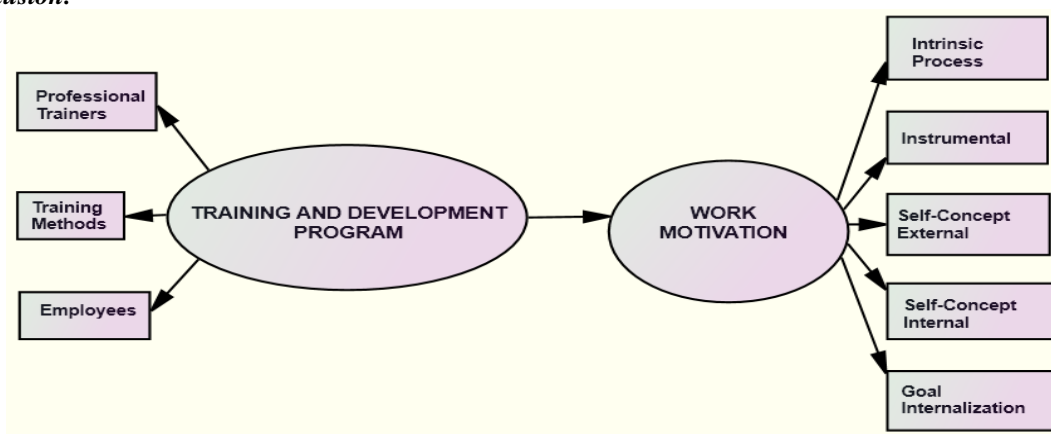 Professional
Trainers
Training
Methods
Employees
TRAINING AND DEVELOPMENT
PROGRAM
WORK
MOTIVATION
Intrinsic
Process
Instrumental
Self-Concept
External
Self-Concept
Internal
Goal
Internalization